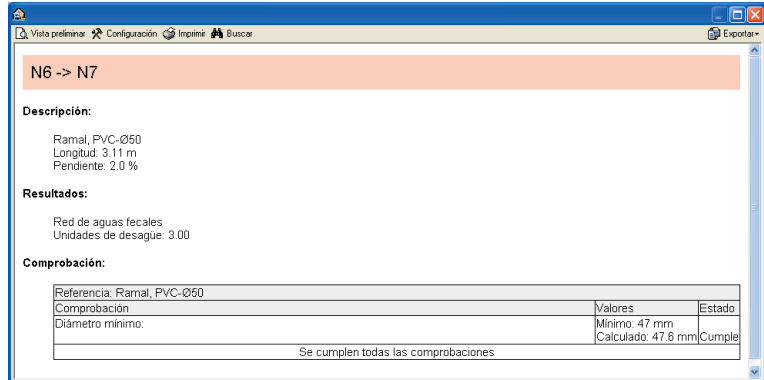 Vista preliminar Configuración Imprimir Buscar Exportar
N6 -> N7
Descripción:
Ramal, PVC-Ø50
Longitud: 3.11 m
Pendiente: 2.0 %
Resultados:
Red de aguas fecales
Unidades de desagüe: 3.00
Comprobación:
Referencia: Ramal, PVC-Ø50
Comprobación Valores Estado
Diámetro mínimo: Mínimo: 47 mm
Calculado: 47.6 mm Cumple
Se cumplen todas las comprobaciones